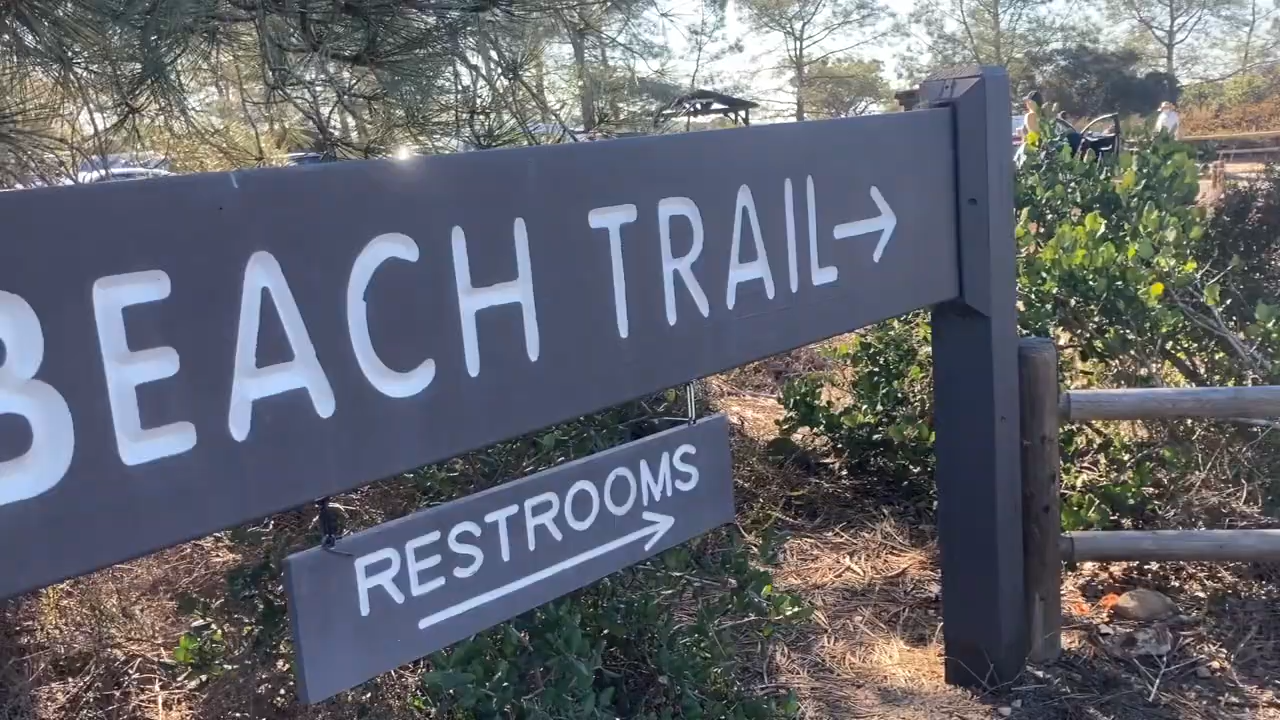 BEACH TRAIL→
RESTROOMS
→